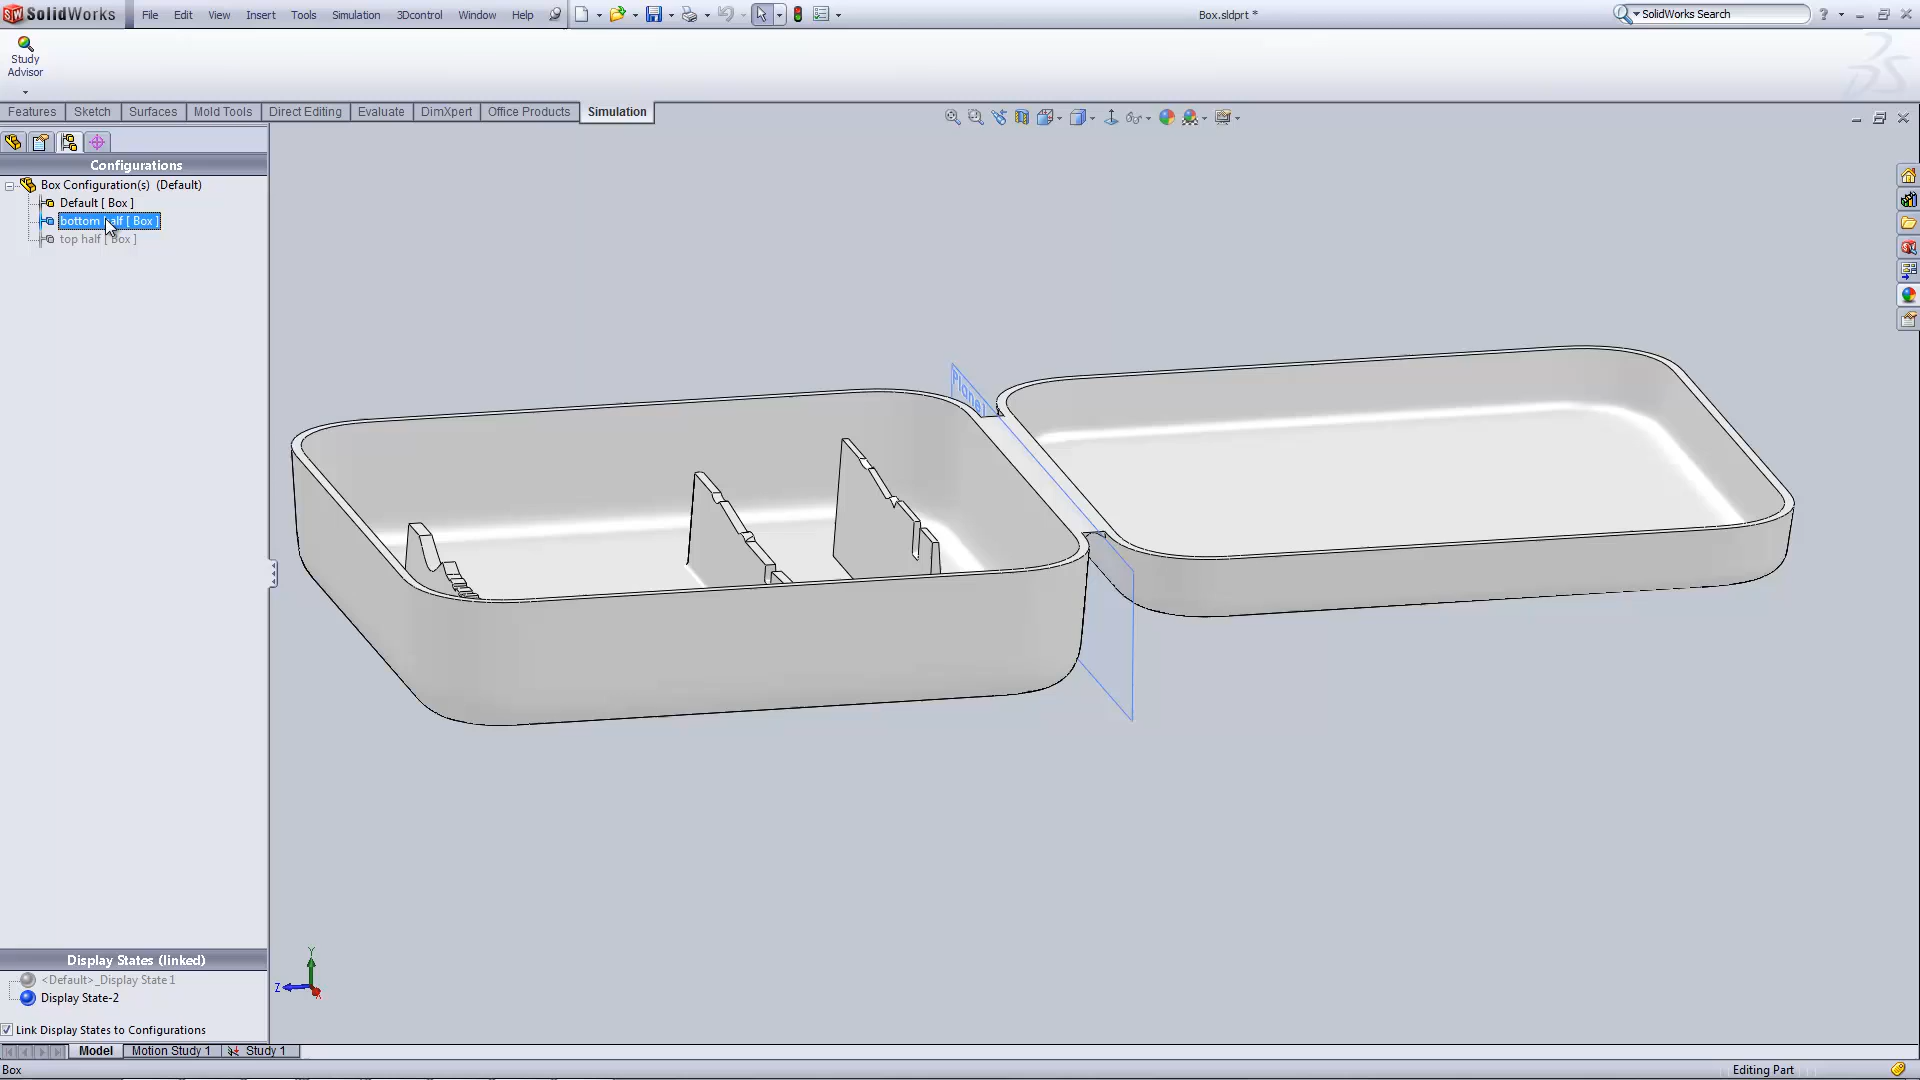 SolidWorks File Edit View Insert Tools Simulation 3Dcontrol Window Help Box.sldprt * SolidWorks Search
Study
Advisor
Features Sketch Surfaces Mold Tools Direct Editing Evaluate DimXpert Office Products Simulation
Configurations
Box Configuration(s) (Default)
Default [ Box ]
bottom half [ Box ]
top half [ Box ]
Plane1
Y
Z
Display States (linked)
<Default>_Display State 1
Display State-2
Link Display States to Configurations
Model Motion Study 1 Study 1
Box Editing Part